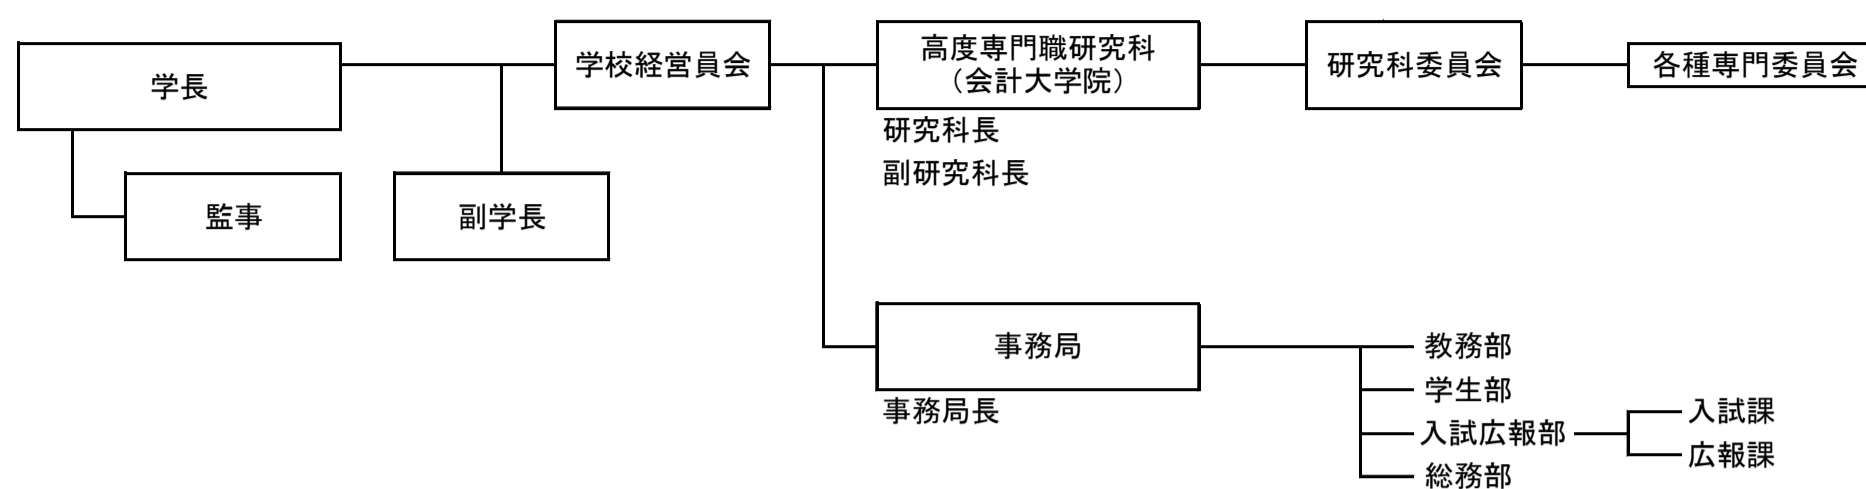 学長
学校経営員会
高度専門職研究科
（会計大学院）
研究科委員会
各種専門委員会
研究科長
副研究科長
監事
副学長
事務局
事務局長
教務部
学生部
入試広報部
総務部
入試課
広報課